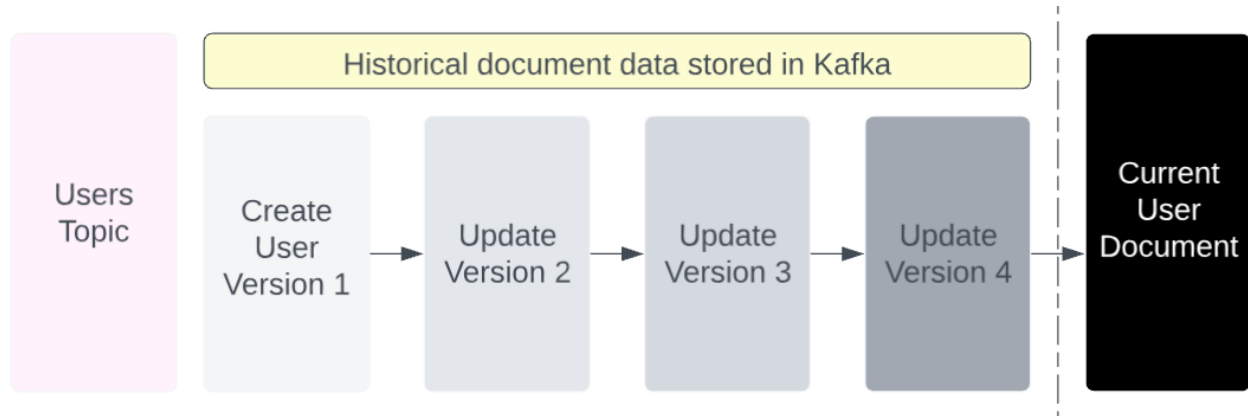 Users
Topic
Historical document data stored in Kafka
Create
User
Version 1
Update
Version 2
Update
Version 3
Update
Version 4
Current
User
Document